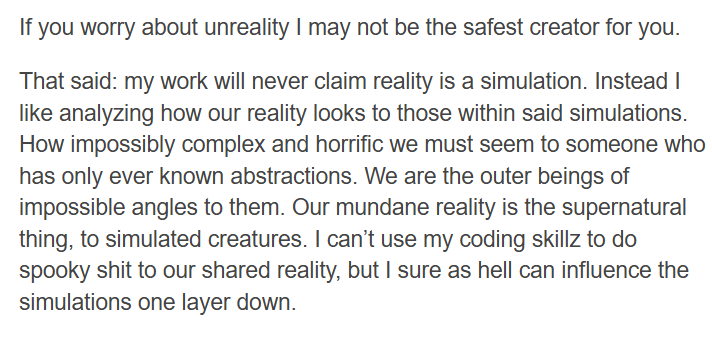 If you worry about unreality I may not be the safest creator for you.
That said: my work will never claim reality is a simulation. Instead I
like analyzing how our reality looks to those within said simulations.
How impossibly complex and horrific we must seem to someone who
has only ever known abstractions. We are the outer beings of
impossible angles to them. Our mundane reality is the supernatural
thing, to simulated creatures. I can’t use my coding skillz to do
spooky shit to our shared reality, but I sure as hell can influence the
simulations one layer down.